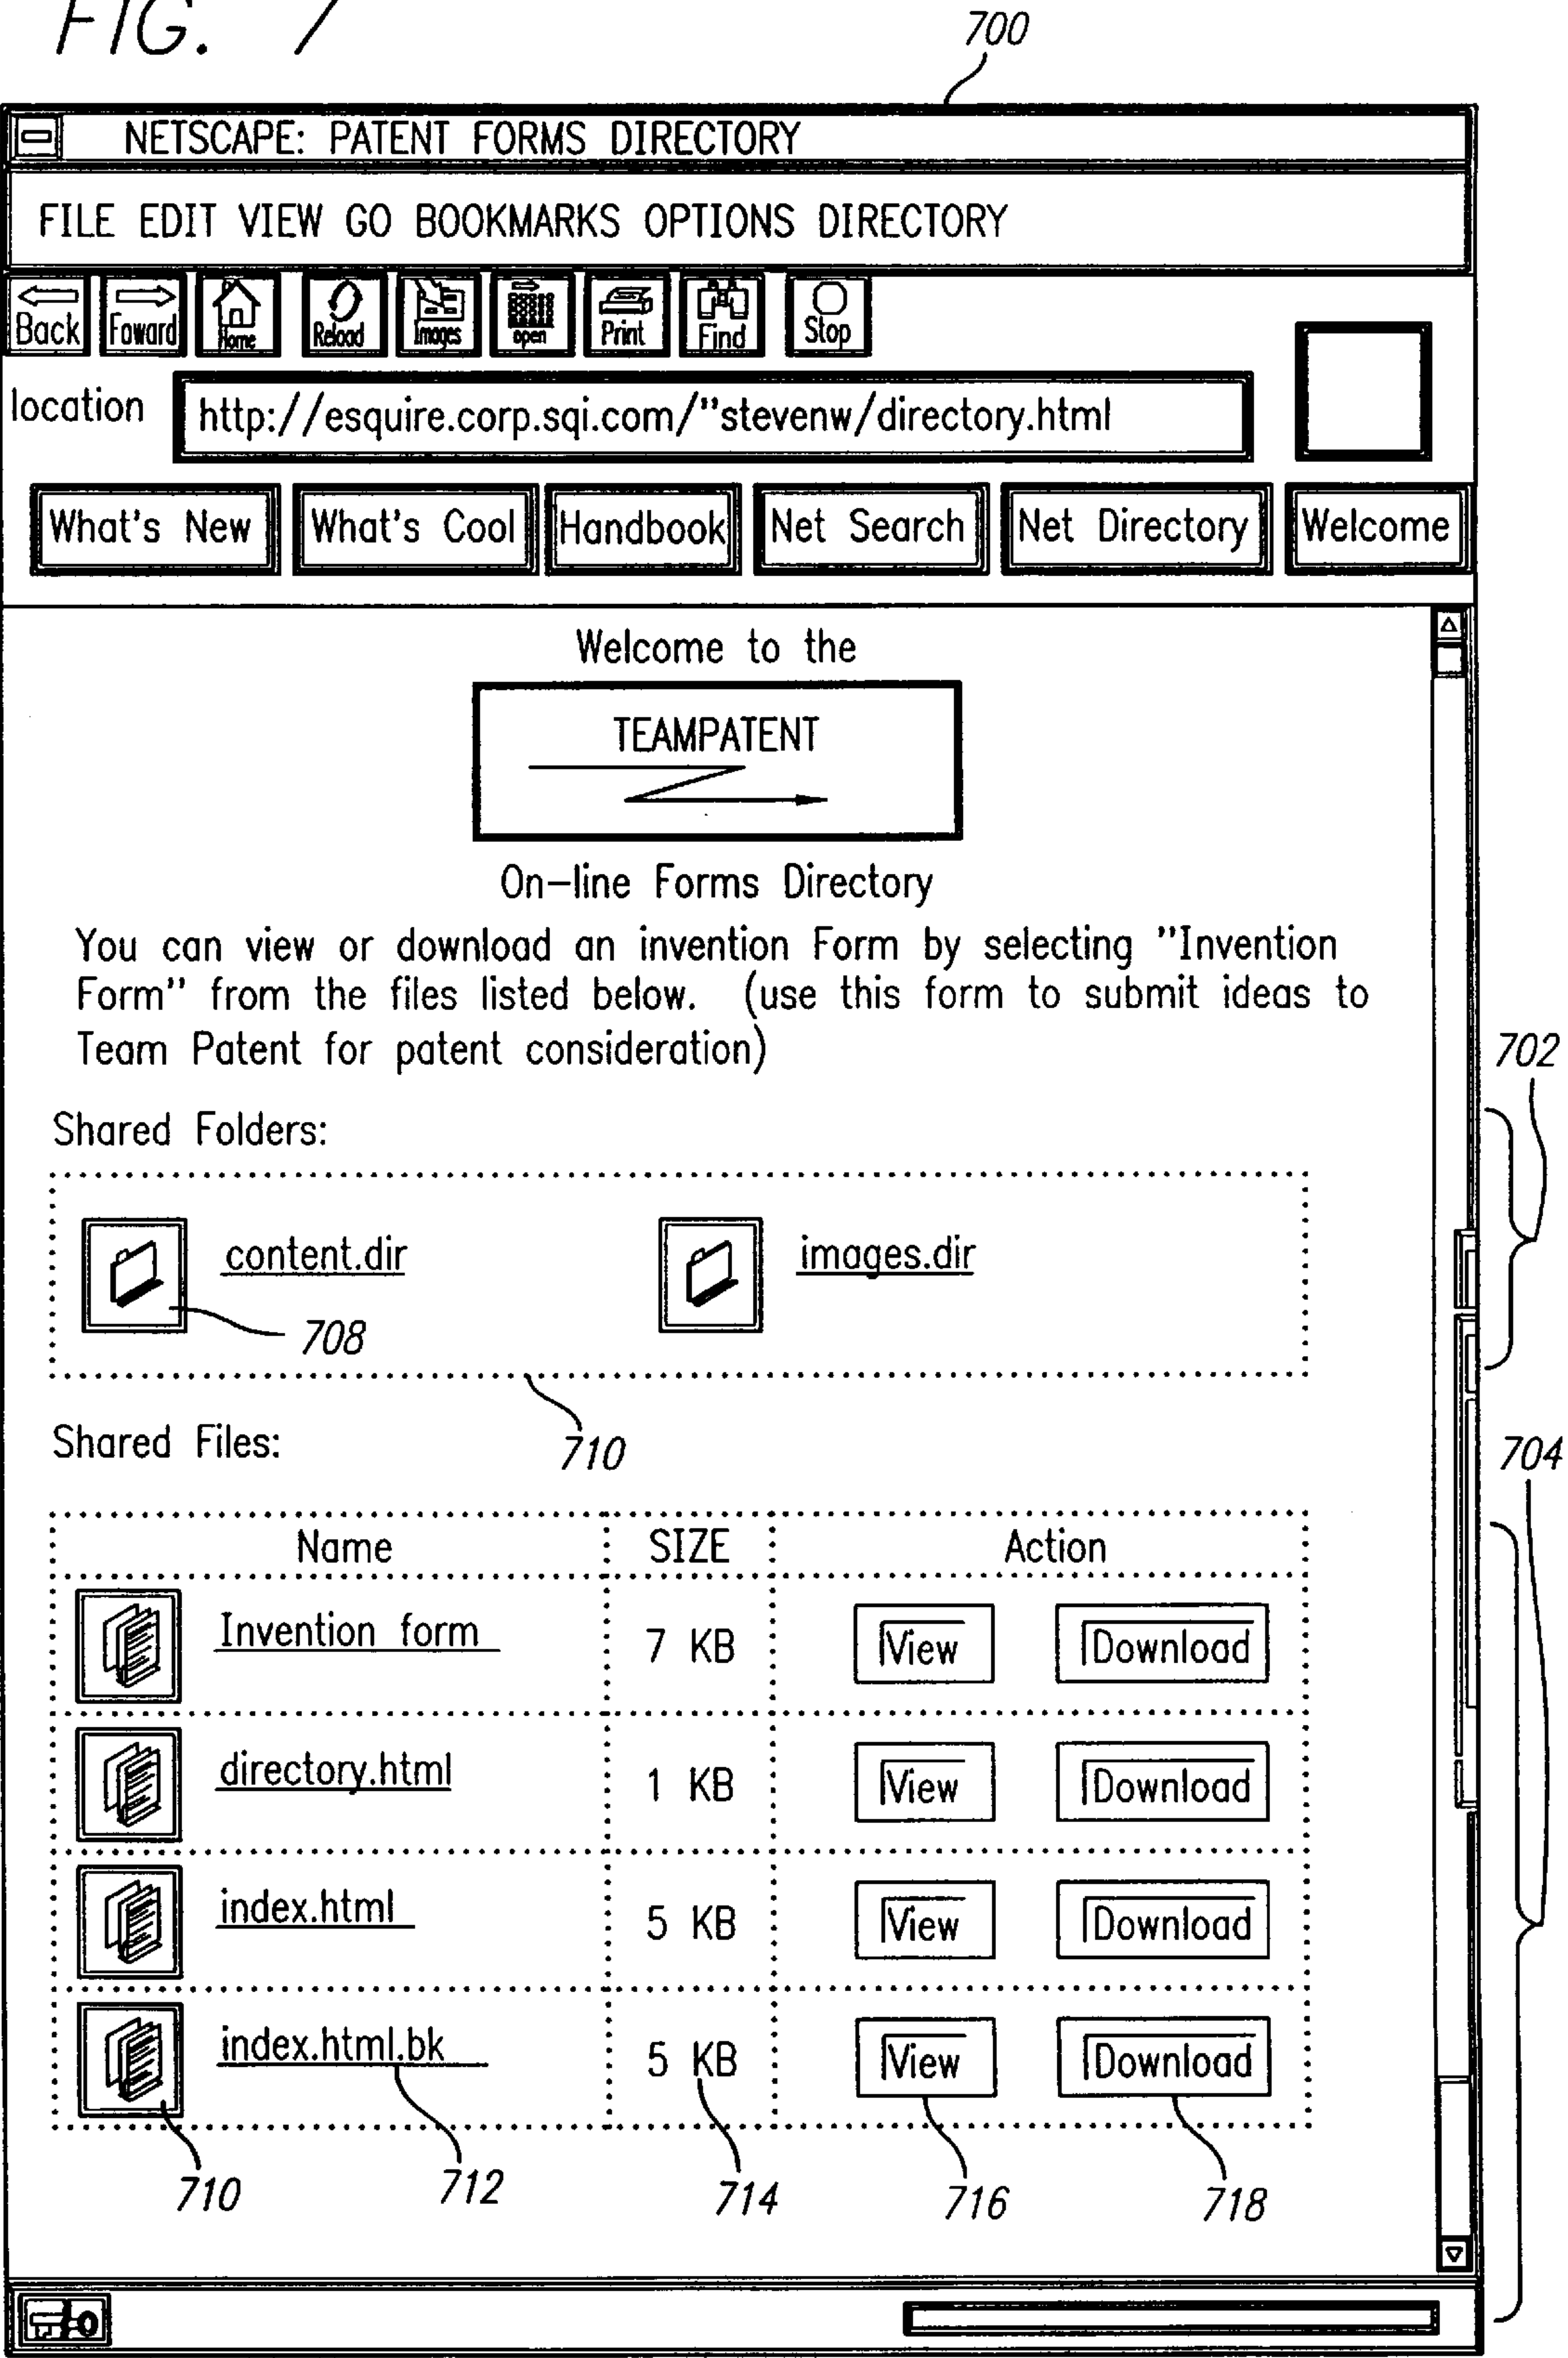 FIG. 7
700
NETSCAPE: PATENT FORMS DIRECTORY
FILE EDIT VIEW GO BOOKMARKS OPTIONS DIRECTORY
Back Foward Home Reload Images open Print Find Stop
location http://esquire.corp.sqi.com/"stevenw/directory.html
What's New What's Cool Handbook Net Search Net Directory Welcome
Welcome to the
TEAMPATENT
On-line Forms Directory
You can view or download an invention Form by selecting "Invention
Form" from the files listed below. (use this form to submit ideas to
Team Patent for patent consideration)
702
Shared Folders:
content.dir images.dir
708
710
Shared Files:
704
Name SIZE Action
Invention form 7 KB View Download
directory.html 1 KB View Download
index.html 5 KB View Download
index.html.bk 5 KB View Download
710 712 714 716 718